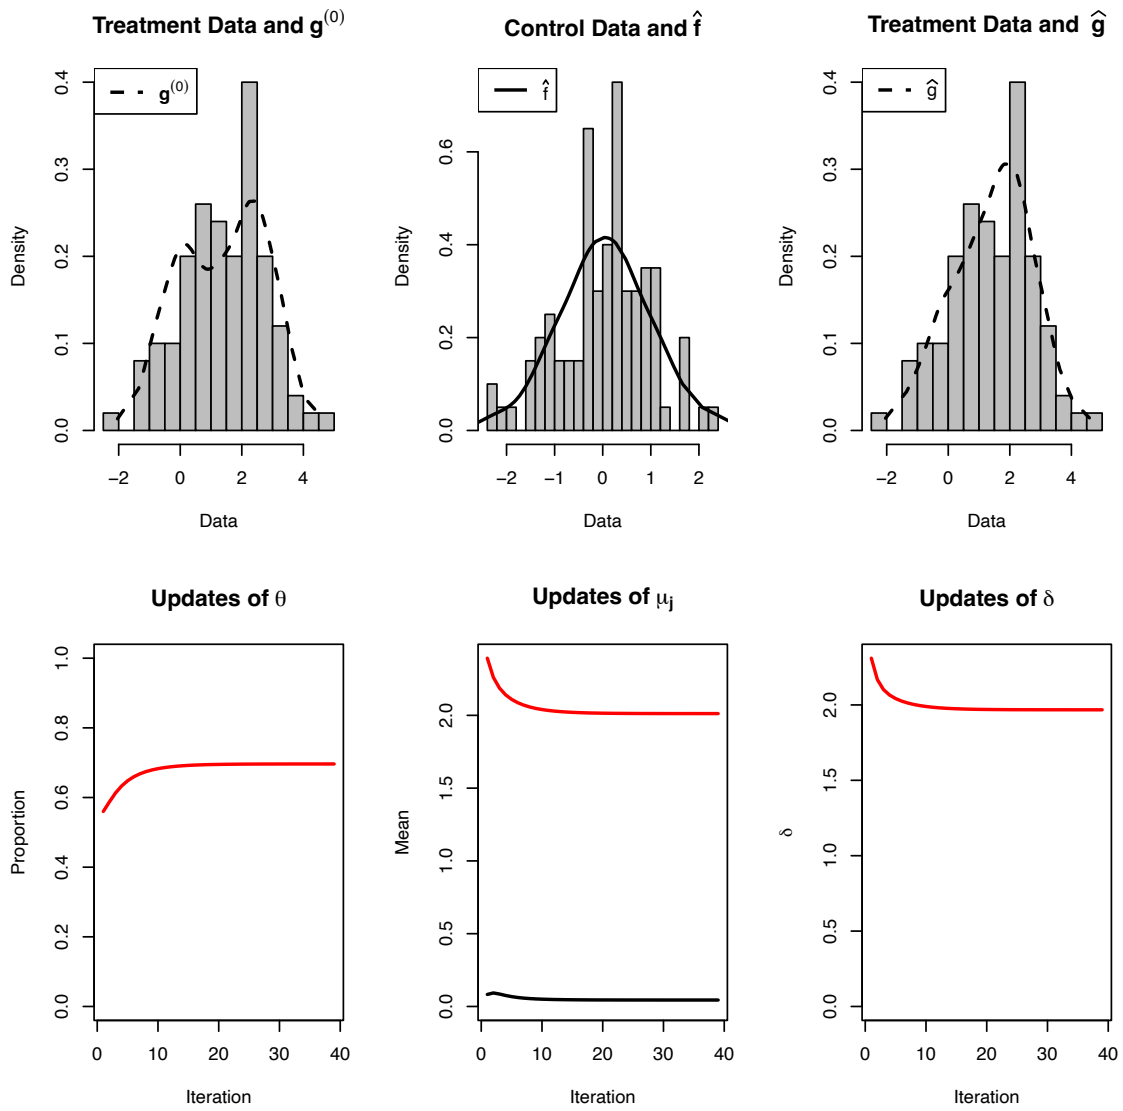 Treatment Data and g⁽⁰⁾
g⁽⁰⁾
Density
0.0 0.1 0.2 0.3 0.4
−2 0 2 4
Data
Control Data and f̂
f̂
Density
0.0 0.2 0.4 0.6
−2 −1 0 1 2
Data
Treatment Data and ĝ
ĝ
Density
0.0 0.1 0.2 0.3 0.4
−2 0 2 4
Data
Updates of θ
Proportion
0.0 0.2 0.4 0.6 0.8 1.0
0 10 20 30 40
Iteration
Updates of μⱼ
Mean
0.0 0.5 1.0 1.5 2.0
0 10 20 30 40
Iteration
Updates of δ
δ
0.0 0.5 1.0 1.5 2.0
0 10 20 30 40
Iteration